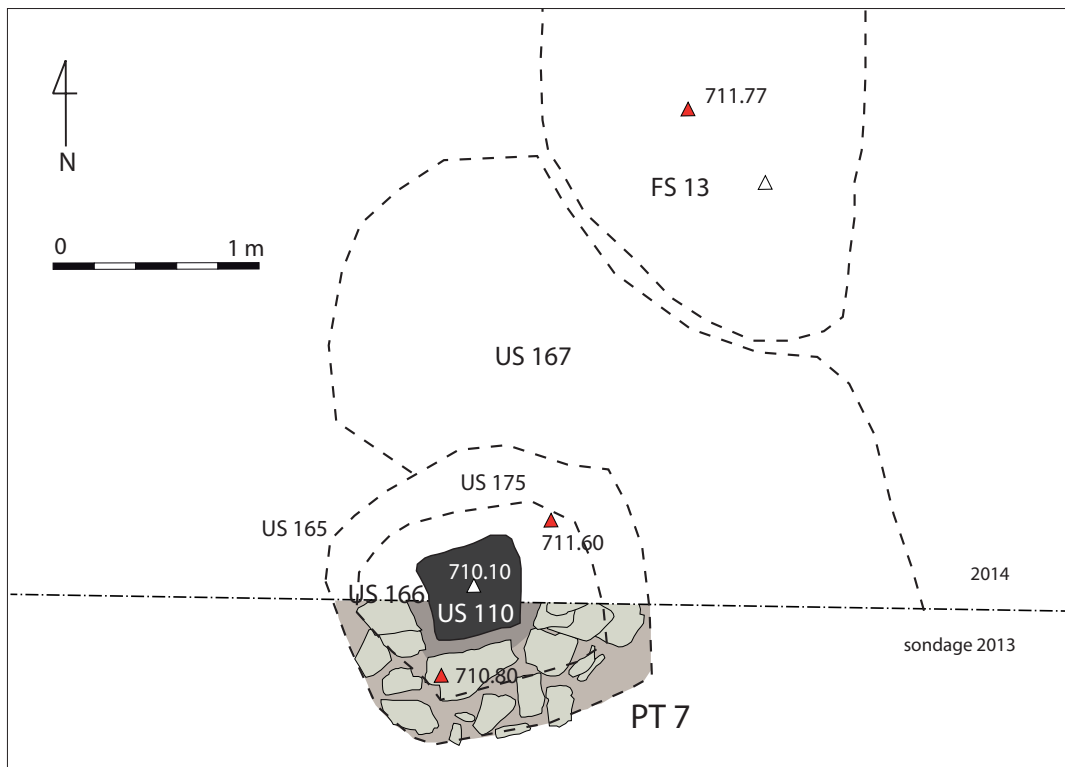 711.77
N
FS 13
0 1 m
US 167
US 175
US 165
711.60
710.10
2014
US 166
US 110
sondage 2013
710.80
PT 7